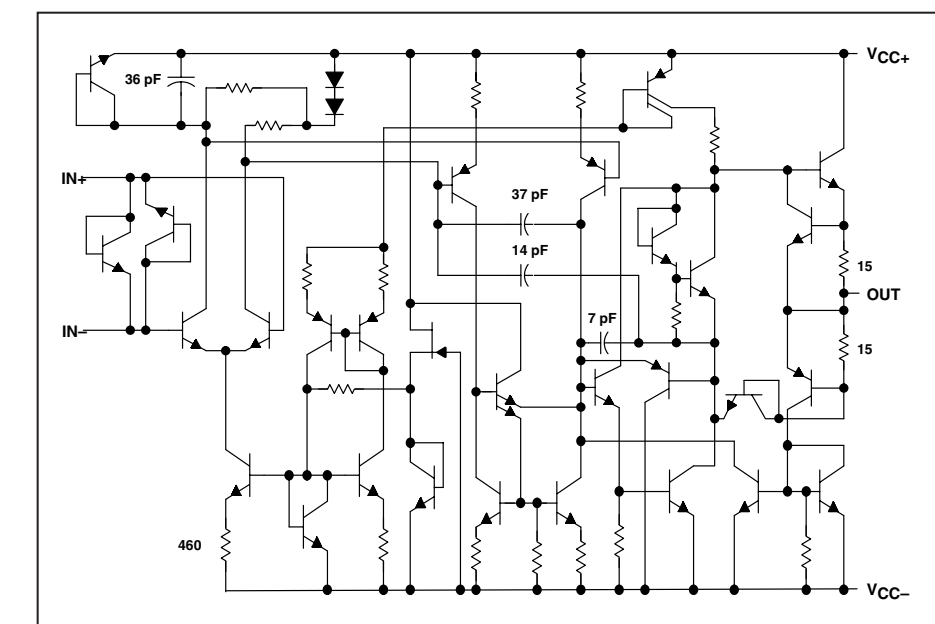 VCC+
36 pF
IN+
37 pF
14 pF
15
OUT
7 pF
IN–
15
460
VCC–